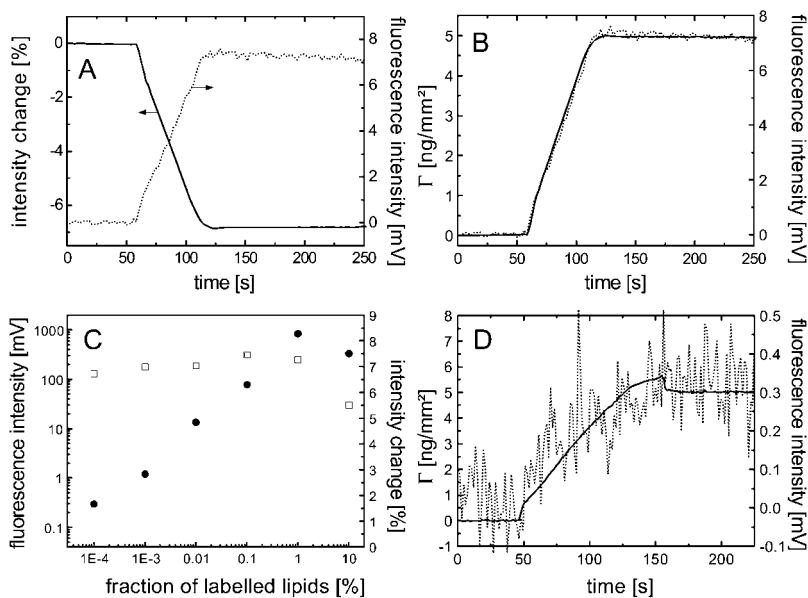 A
intensity change [%]
0
-2
-4
-6
0 50 100 150 200 250
time [s]
8
6
4
2
0
fluorescence intensity [mV]
B
Γ [ng/mm²]
5
4
3
2
1
0
0 50 100 150 200 250
time [s]
8
6
4
2
0
fluorescence intensity [mV]
C
fluorescence intensity [mV]
1000
100
10
1
0.1
1E-4 1E-3 0.01 0.1 1 10
fraction of labelled lipids [%]
9
8
7
6
5
4
3
2
1
0
intensity change [%]
D
Γ [ng/mm²]
8
7
6
5
4
3
2
1
0
-1
0 50 100 150 200
time [s]
0.5
0.4
0.3
0.2
0.1
0.0
-0.1
fluorescence intensity [mV]